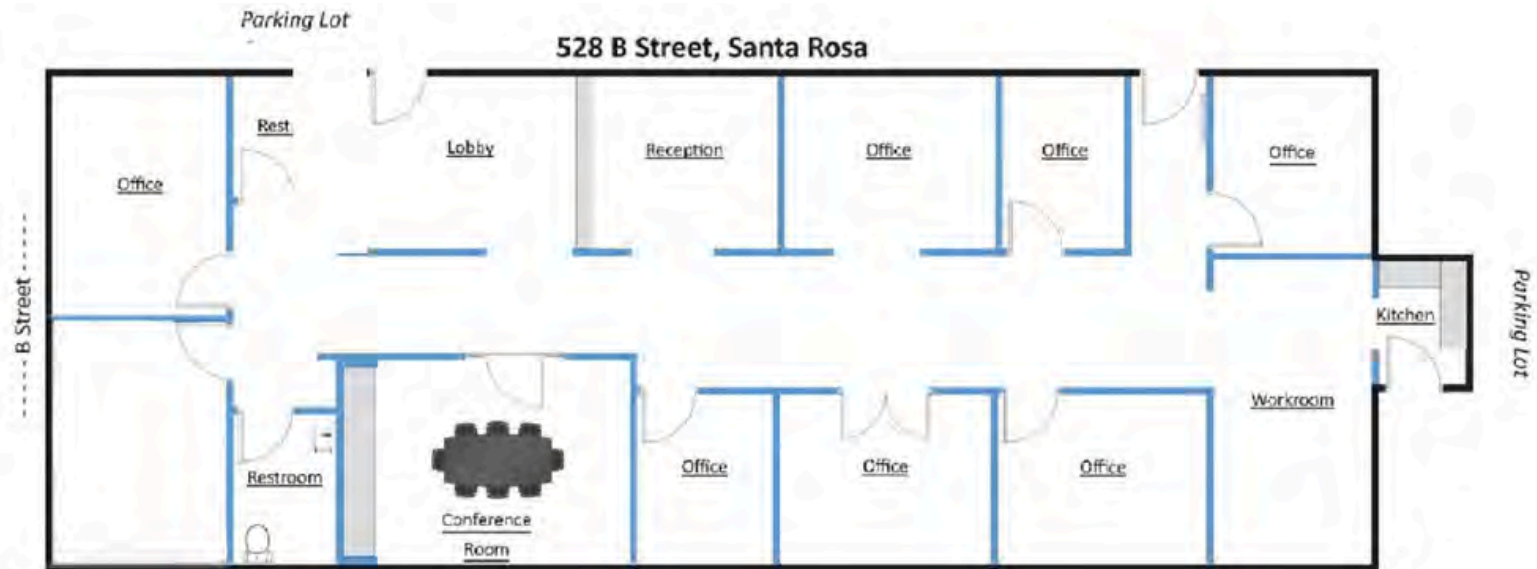 Parking Lot
528 B Street, Santa Rosa
Rest.
Lobby
Reception
Office
Office
Office
Office
----- B Street -----
Kitchen
Parking Lot
Workroom
Restroom
Office
Office
Office
Conference
Room